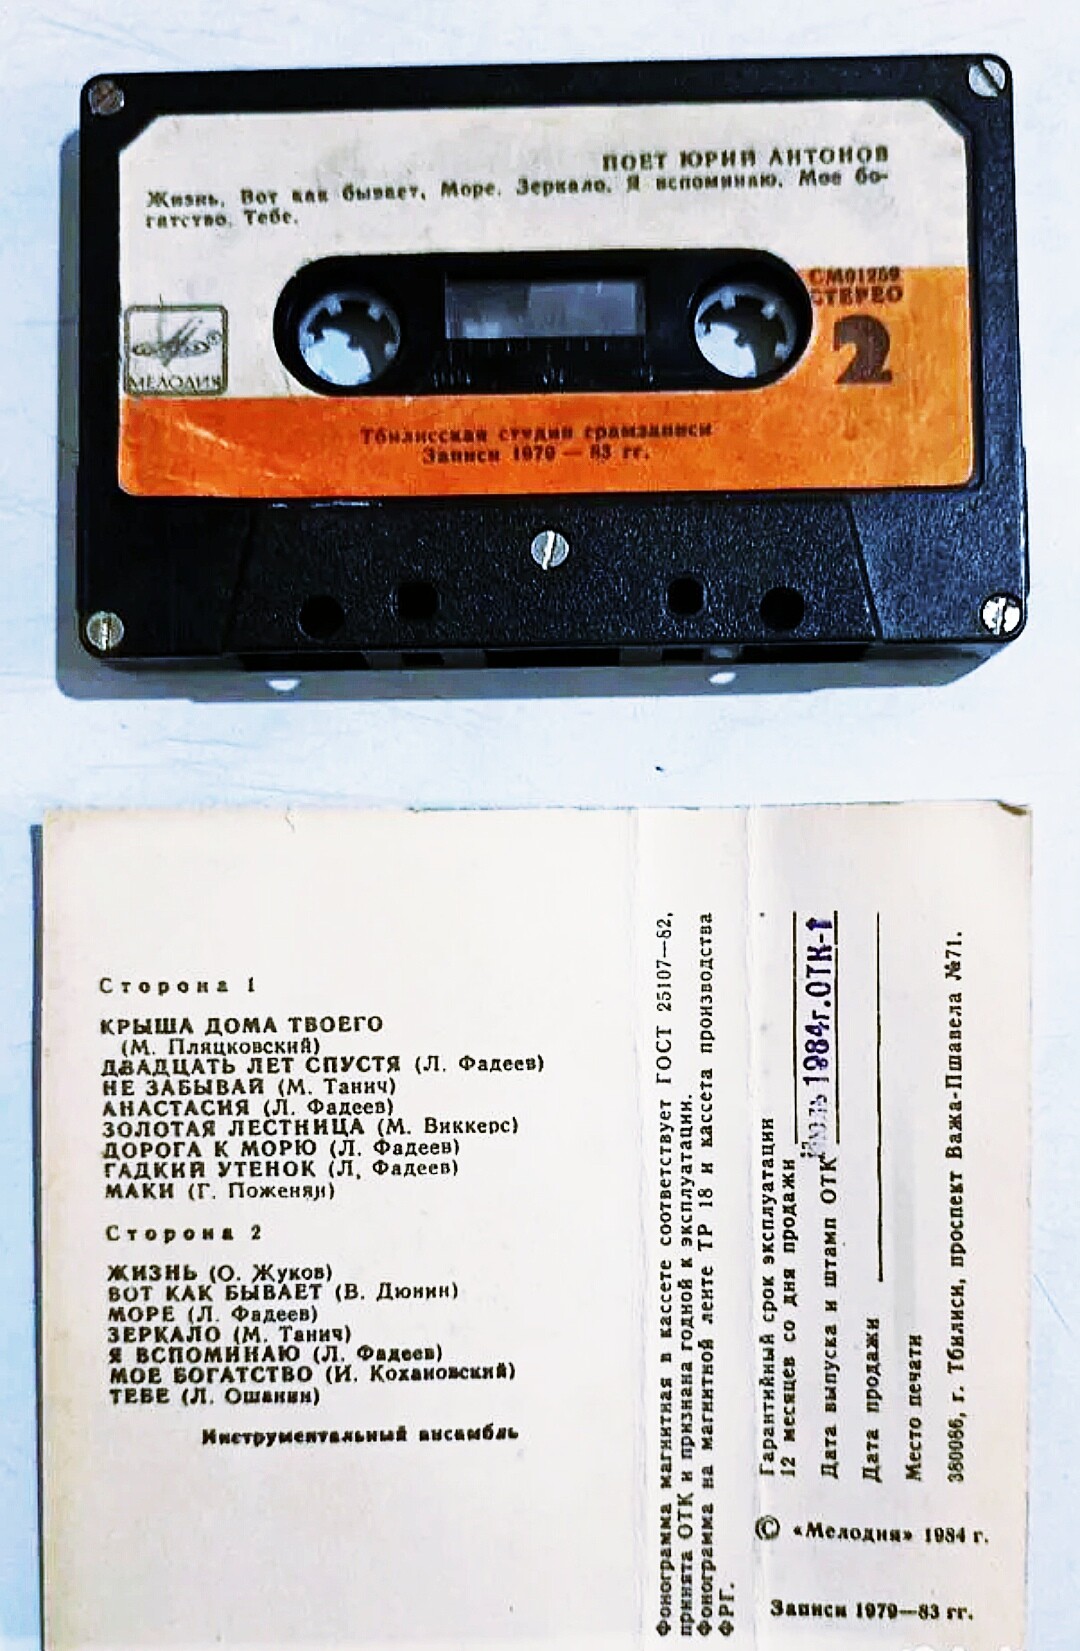 ПОЕТ ЮРИЙ АНТОНОВ
Жизнь. Вот как бывает. Море. Зеркало. Я вспоминаю. Мое бо-
гатство. Тебе.
СМ01259
СТЕРЕО
2
МЕЛОДИЯ
Тбилисская студия грамзаписи
Записи 1979 — 83 гг.
Сторона 1
КРЫША ДОМА ТВОЕГО
(М. Пляцковский)
ДВАДЦАТЬ ЛЕТ СПУСТЯ (Л. Фадеев)
НЕ ЗАБЫВАЙ (М. Танич)
АНАСТАСИЯ (Л. Фадеев)
ЗОЛОТАЯ ЛЕСТНИЦА (М. Виккерс)
ДОРОГА К МОРЮ (Л. Фадеев)
ГАДКИЙ УТЕНОК (Л, Фадеев)
МАКИ (Г. Поженян)
Сторона 2
ЖИЗНЬ (О. Жуков)
ВОТ КАК БЫВАЕТ (В. Дюнин)
МОРЕ (Л. Фадеев)
ЗЕРКАЛО (М. Танич)
Я ВСПОМИНАЮ (Л. Фадеев)
МОЕ БОГАТСТВО (И. Кохановский)
ТЕБЕ (Л. Ошанин)
Инструментальный ансамбль
Фонограмма магнитная в кассете соответствует ГОСТ 25107—82,
принята ОТК и признана годной к эксплуатации.
Фонограмма на магнитной ленте ТР 18 и кассета производства
ФРГ.
Гарантийный срок эксплуатации
12 месяцев со дня продажи
Дата выпуска и штамп ОТК 1984г. ОТК-1
Дата продажи
Место печати
380086, г. Тбилиси, проспект Важа-Пшавела №71.
© «Мелодия» 1984 г.
Записи 1979—83 гг.